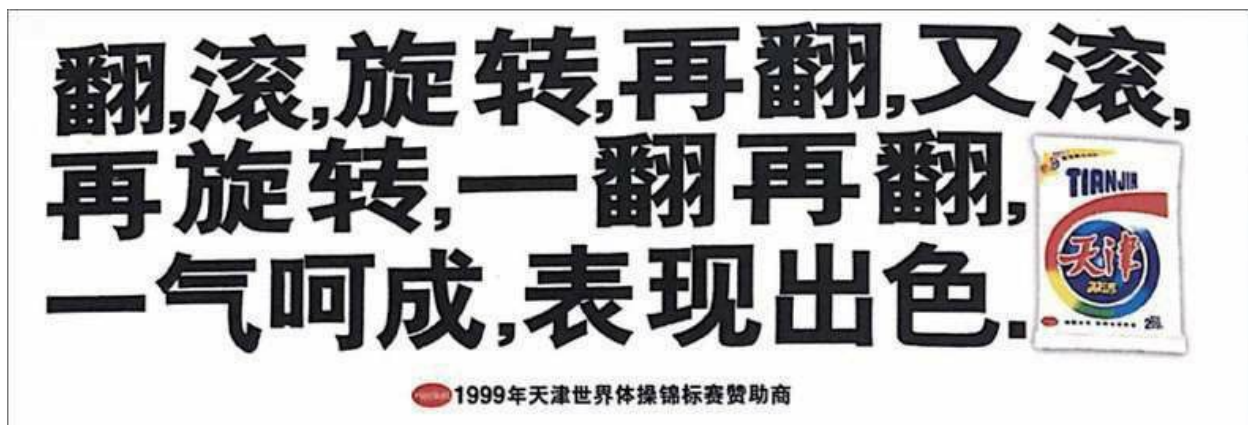 翻,滚,旋转,再翻,又滚,
再旋转,一翻再翻,
一气呵成,表现出色.
TIANJIN
天津
1999年天津世界体操锦标赛赞助商